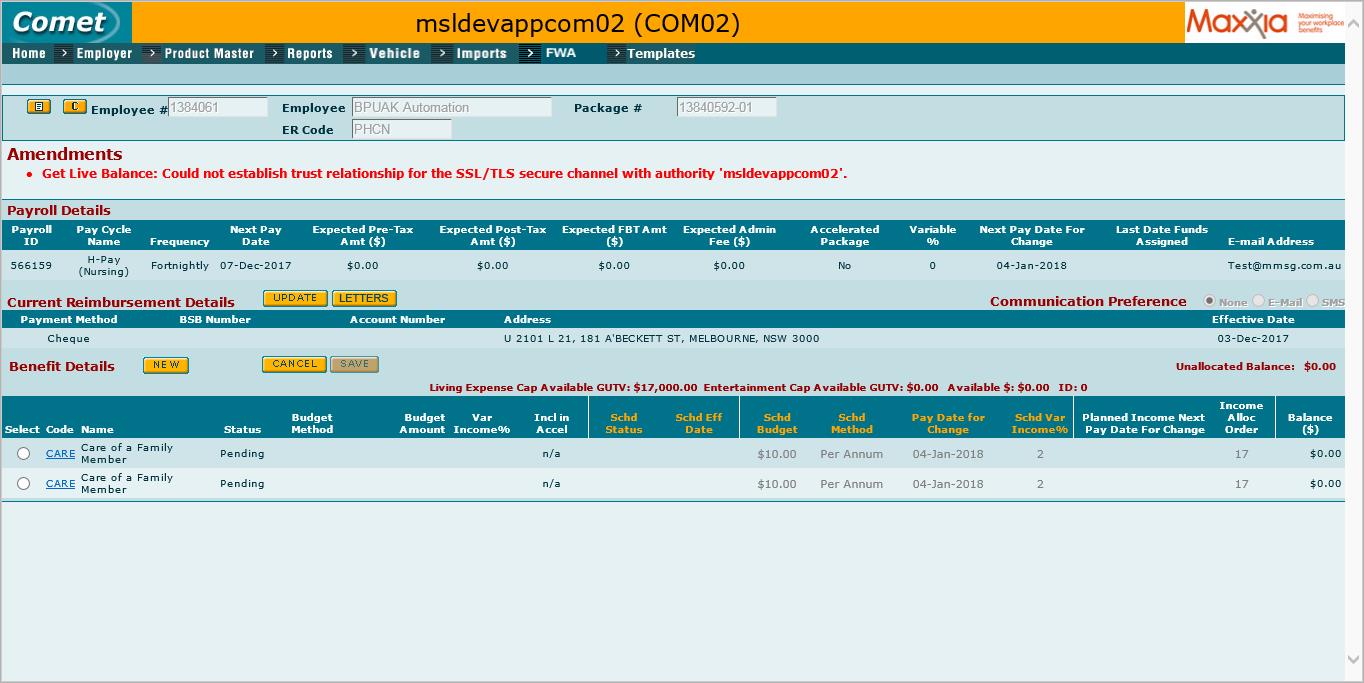 Comet msldevappcom02 (COM02) Maxxia Maximising your workplace benefits
Home > Employer > Product Master > Reports > Vehicle > Imports > FWA > Templates
C Employee # 1384061 Employee BPUAK Automation Package # 13840592-01
ER Code PHCN
Amendments
• Get Live Balance: Could not establish trust relationship for the SSL/TLS secure channel with authority 'msldevappcom02'.
Payroll Details
Payroll ID Pay Cycle Name Frequency Next Pay Date Expected Pre-Tax Amt ($) Expected Post-Tax Amt ($) Expected FBT Amt ($) Expected Admin Fee ($) Accelerated Package Variable % Next Pay Date For Change Last Date Funds Assigned E-mail Address
566159 H-Pay (Nursing) Fortnightly 07-Dec-2017 $0.00 $0.00 $0.00 $0.00 No 0 04-Jan-2018 Test@mmsg.com.au
Current Reimbursement Details UPDATE LETTERS Communication Preference None E-Mail SMS
Payment Method BSB Number Account Number Address Effective Date
Cheque U 2101 L 21, 181 A'BECKETT ST, MELBOURNE, NSW 3000 03-Dec-2017
Benefit Details NEW CANCEL SAVE Unallocated Balance: $0.00
Living Expense Cap Available GUTV: $17,000.00 Entertainment Cap Available GUTV: $0.00 Available $: $0.00 ID: 0
Select Code Name Status Budget Method Budget Amount Var Income% Incl in Accel Schd Status Schd Eff Date Schd Budget Schd Method Pay Date for Change Schd Var Income% Planned Income Next Pay Date For Change Income Alloc Order Balance ($)
CARE Care of a Family Member Pending n/a $10.00 Per Annum 04-Jan-2018 2 17 $0.00
CARE Care of a Family Member Pending n/a $10.00 Per Annum 04-Jan-2018 2 17 $0.00